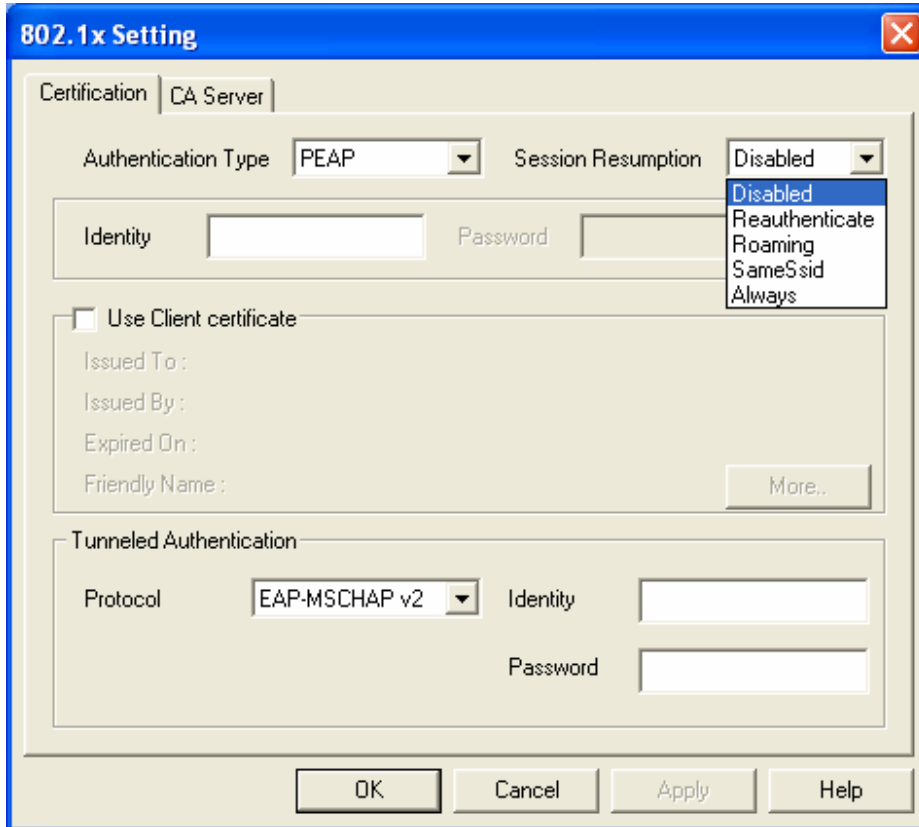 802.1x Setting
Certification CA Server
Authentication Type PEAP Session Resumption Disabled
Disabled
Reauthenticate
Roaming
SameSsid
Always
Identity Password
Use Client certificate
Issued To :
Issued By :
Expired On :
Friendly Name :
More..
Tunneled Authentication
Protocol EAP-MSCHAP v2 Identity
Password
OK Cancel Apply Help